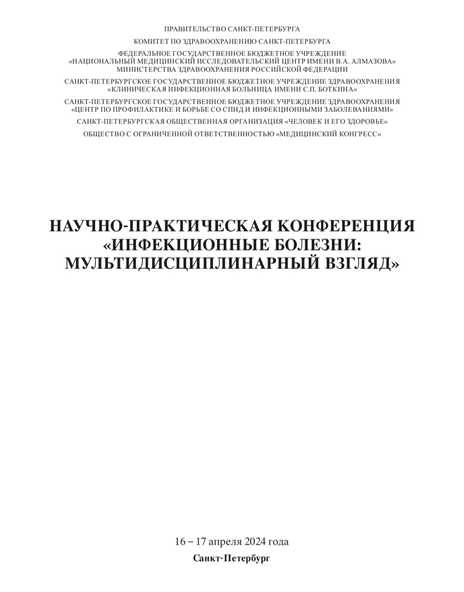 ПРАВИТЕЛЬСТВО САНКТ-ПЕТЕРБУРГА
КОМИТЕТ ПО ЗДРАВООХРАНЕНИЮ САНКТ-ПЕТЕРБУРГА
ФЕДЕРАЛЬНОЕ ГОСУДАРСТВЕННОЕ БЮДЖЕТНОЕ УЧРЕЖДЕНИЕ
«НАЦИОНАЛЬНЫЙ МЕДИЦИНСКИЙ ИССЛЕДОВАТЕЛЬСКИЙ ЦЕНТР ИМЕНИ В.А. АЛМАЗОВА»
МИНИСТЕРСТВА ЗДРАВООХРАНЕНИЯ РОССИЙСКОЙ ФЕДЕРАЦИИ
САНКТ-ПЕТЕРБУРГСКОЕ ГОСУДАРСТВЕННОЕ БЮДЖЕТНОЕ УЧРЕЖДЕНИЕ ЗДРАВООХРАНЕНИЯ
«КЛИНИЧЕСКАЯ ИНФЕКЦИОННАЯ БОЛЬНИЦА ИМЕНИ С.П. БОТКИНА»
САНКТ-ПЕТЕРБУРГСКОЕ ГОСУДАРСТВЕННОЕ БЮДЖЕТНОЕ УЧРЕЖДЕНИЕ ЗДРАВООХРАНЕНИЯ
«ЦЕНТР ПО ПРОФИЛАКТИКЕ И БОРЬБЕ СО СПИД И ИНФЕКЦИОННЫМИ ЗАБОЛЕВАНИЯМИ»
САНКТ-ПЕТЕРБУРГСКАЯ ОБЩЕСТВЕННАЯ ОРГАНИЗАЦИЯ «ЧЕЛОВЕК И ЕГО ЗДОРОВЬЕ»
ОБЩЕСТВО С ОГРАНИЧЕННОЙ ОТВЕТСТВЕННОСТЬЮ «МЕДИЦИНСКИЙ КОНГРЕСС»
НАУЧНО-ПРАКТИЧЕСКАЯ КОНФЕРЕНЦИЯ
«ИНФЕКЦИОННЫЕ БОЛЕЗНИ:
МУЛЬТИДИСЦИПЛИНАРНЫЙ ВЗГЛЯД»
16 – 17 апреля 2024 года
Санкт-Петербург